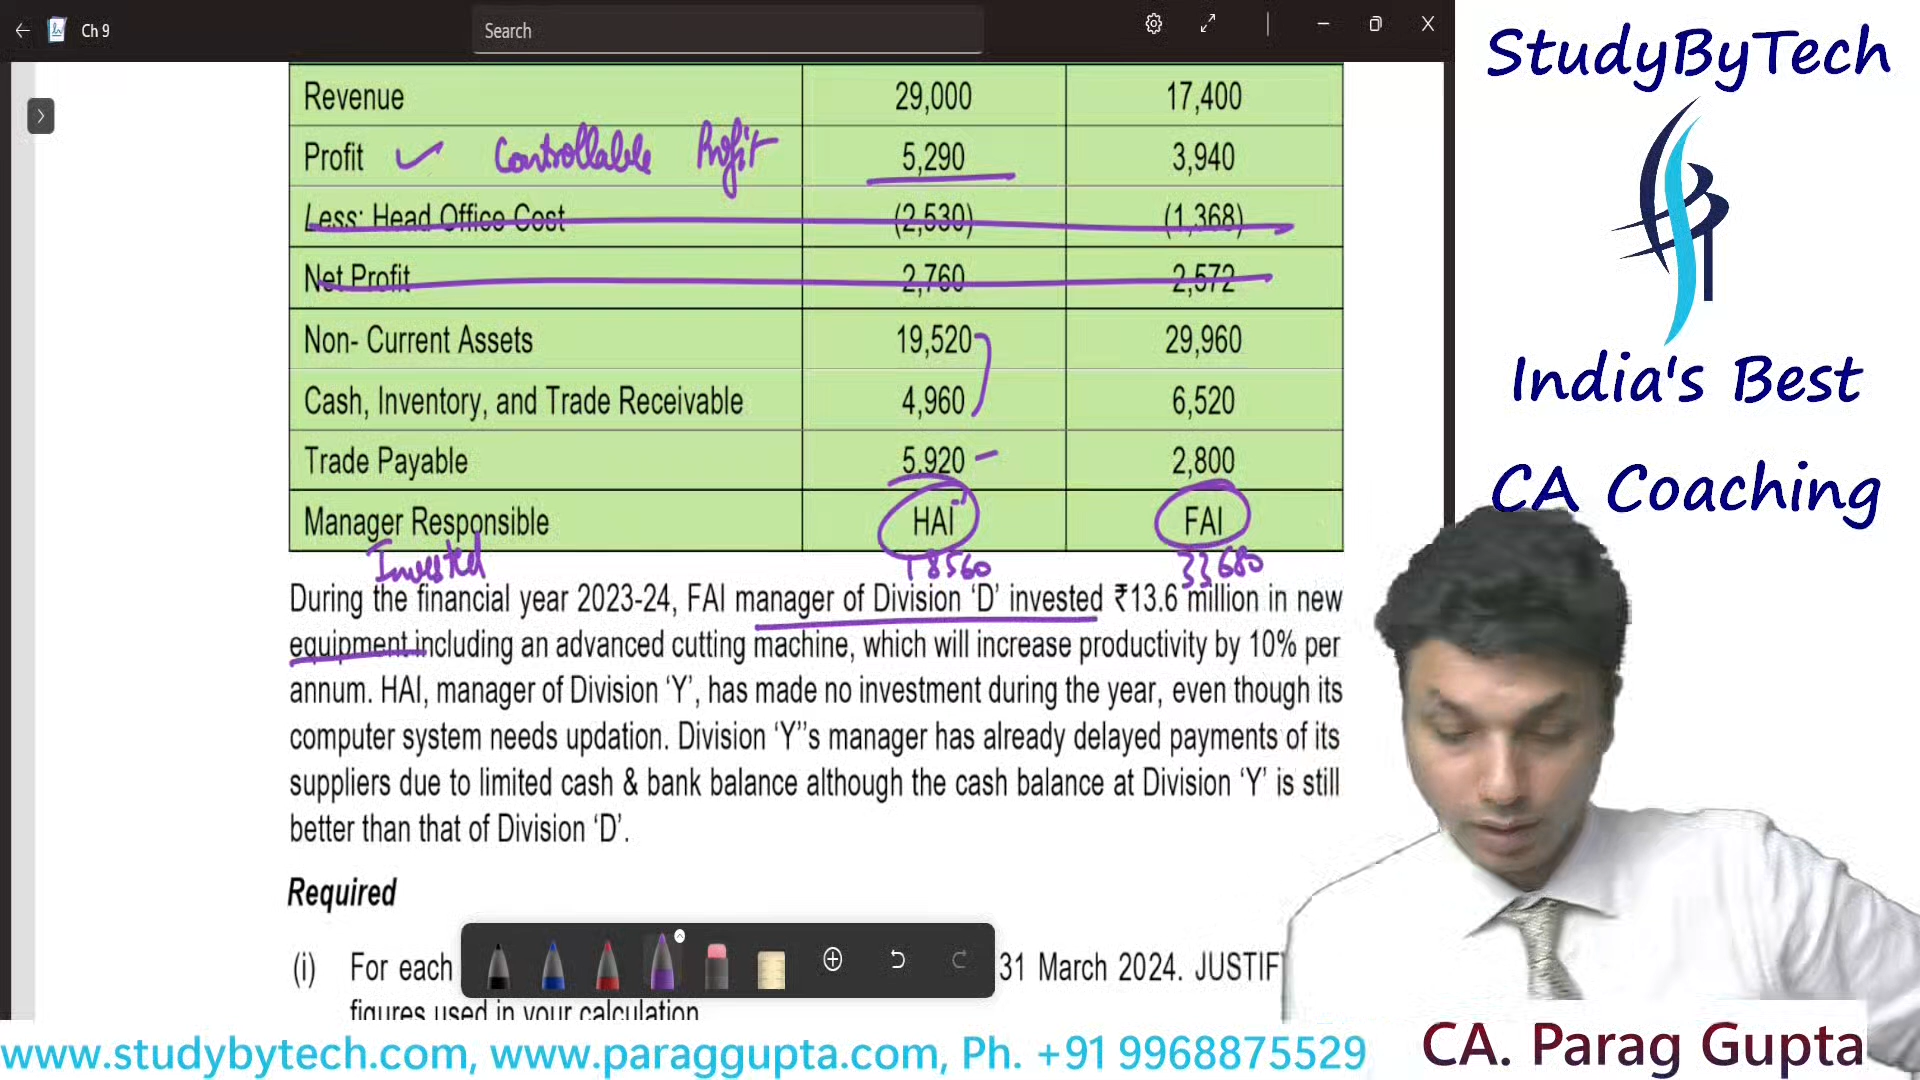 Ch 9
Search
StudyByTech
India's Best
CA Coaching
Revenue 29,000 17,400
Profit ✓ Controllable Profit 5,290 3,940
Less: Head Office Cost (2,530) (1,368)
Net Profit 2,760 2,572
Non- Current Assets 19,520 29,960
Cash, Inventory, and Trade Receivable 4,960 6,520
Trade Payable 5,920 2,800
Manager Responsible HAI FAI
Invested 18560 33680
During the financial year 2023-24, FAI manager of Division ‘D’ invested ₹13.6 million in new
equipment including an advanced cutting machine, which will increase productivity by 10% per
annum. HAI, manager of Division ‘Y’, has made no investment during the year, even though its
computer system needs updation. Division ‘Y’’s manager has already delayed payments of its
suppliers due to limited cash & bank balance although the cash balance at Division ‘Y’ is still
better than that of Division ‘D’.
Required
(i) For each 31 March 2024.
figures used in your calculation
www.studybytech.com, www.paraggupta.com, Ph. +91 9968875529
CA. Parag Gupta